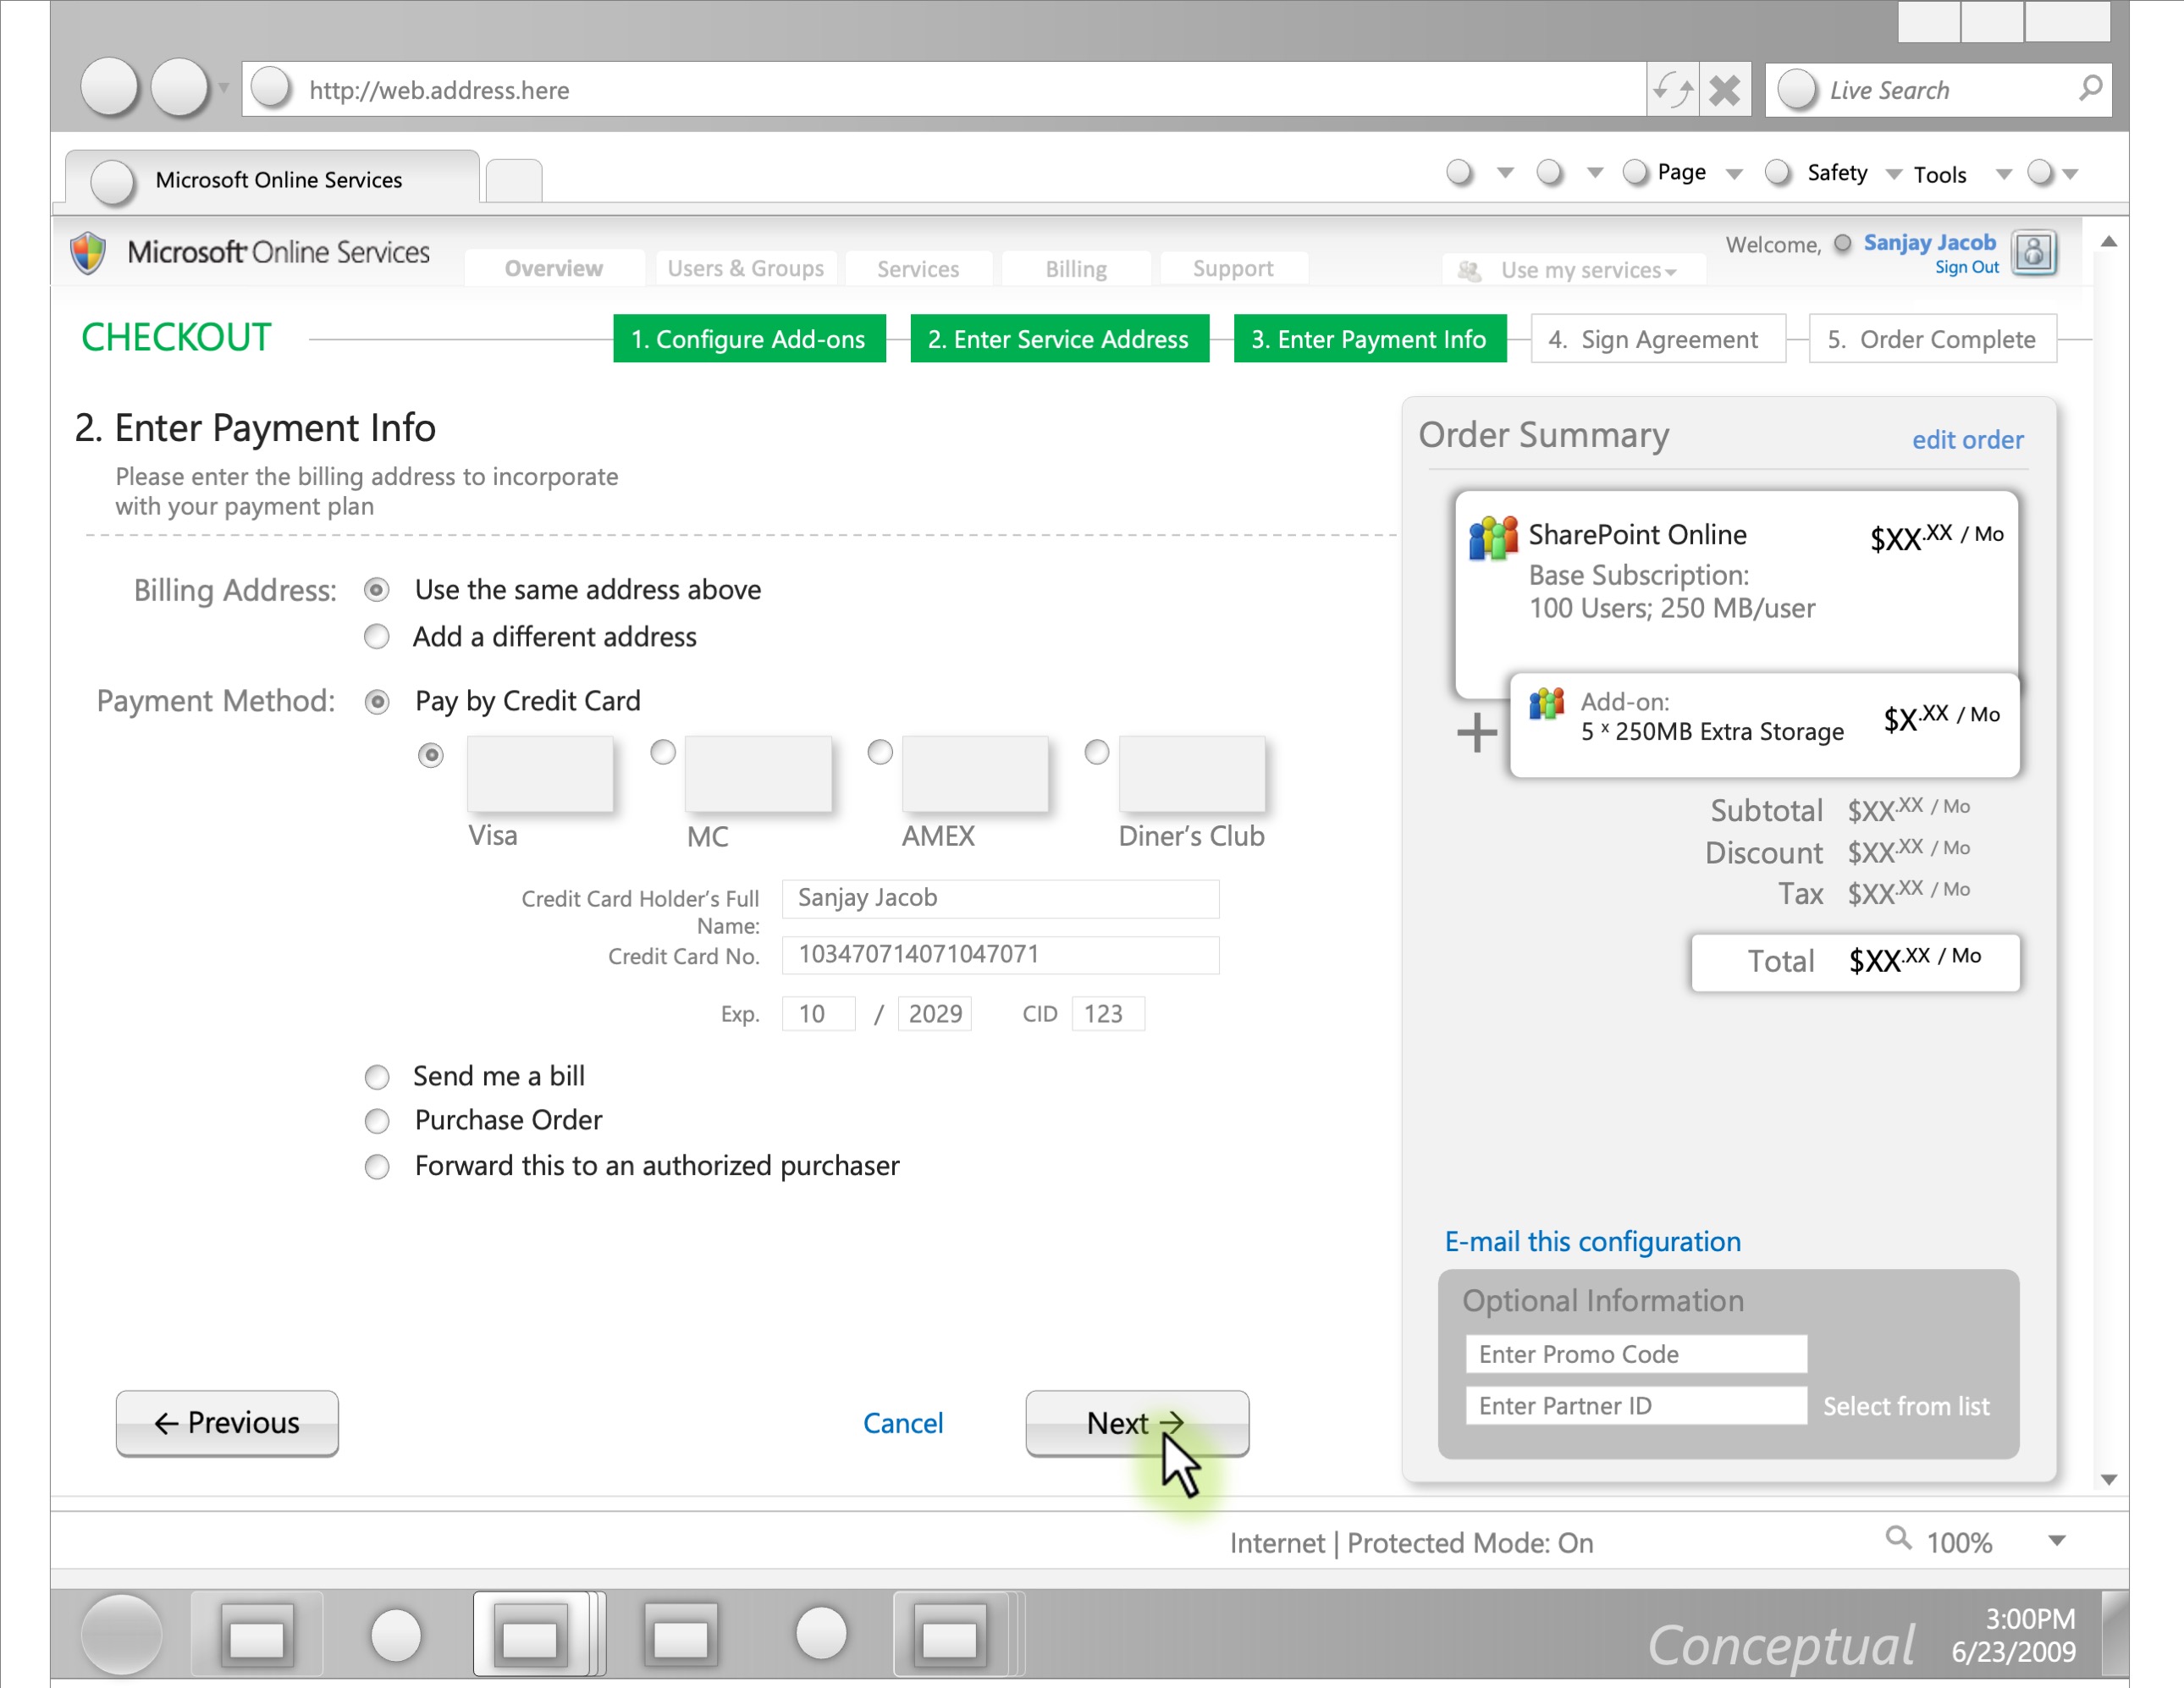 http://web.address.here
Live Search
Microsoft Online Services
Page
Safety
Tools
Microsoft Online Services
Overview
Users & Groups
Services
Billing
Support
Use my services
Welcome,
Sanjay Jacob
Sign Out
CHECKOUT
1. Configure Add-ons
2. Enter Service Address
3. Enter Payment Info
4. Sign Agreement
5. Order Complete
2. Enter Payment Info
Please enter the billing address to incorporate
with your payment plan
Billing Address:
Use the same address above
Add a different address
Payment Method:
Pay by Credit Card
Visa
MC
AMEX
Diner’s Club
Credit Card Holder’s Full
Name:
Sanjay Jacob
Credit Card No.
103470714071047071
Exp.
10 / 2029
CID
123
Send me a bill
Purchase Order
Forward this to an authorized purchaser
← Previous
Cancel
Next →
Order Summary
edit order
SharePoint Online
$XX.XX / Mo
Base Subscription:
100 Users; 250 MB/user
+
Add-on:
5 x 250MB Extra Storage
$X.XX / Mo
Subtotal $XX.XX / Mo
Discount $XX.XX / Mo
Tax $XX.XX / Mo
Total $XX.XX / Mo
E-mail this configuration
Optional Information
Enter Promo Code
Enter Partner ID
Select from list
Internet | Protected Mode: On
100%
Conceptual
3:00PM
6/23/2009